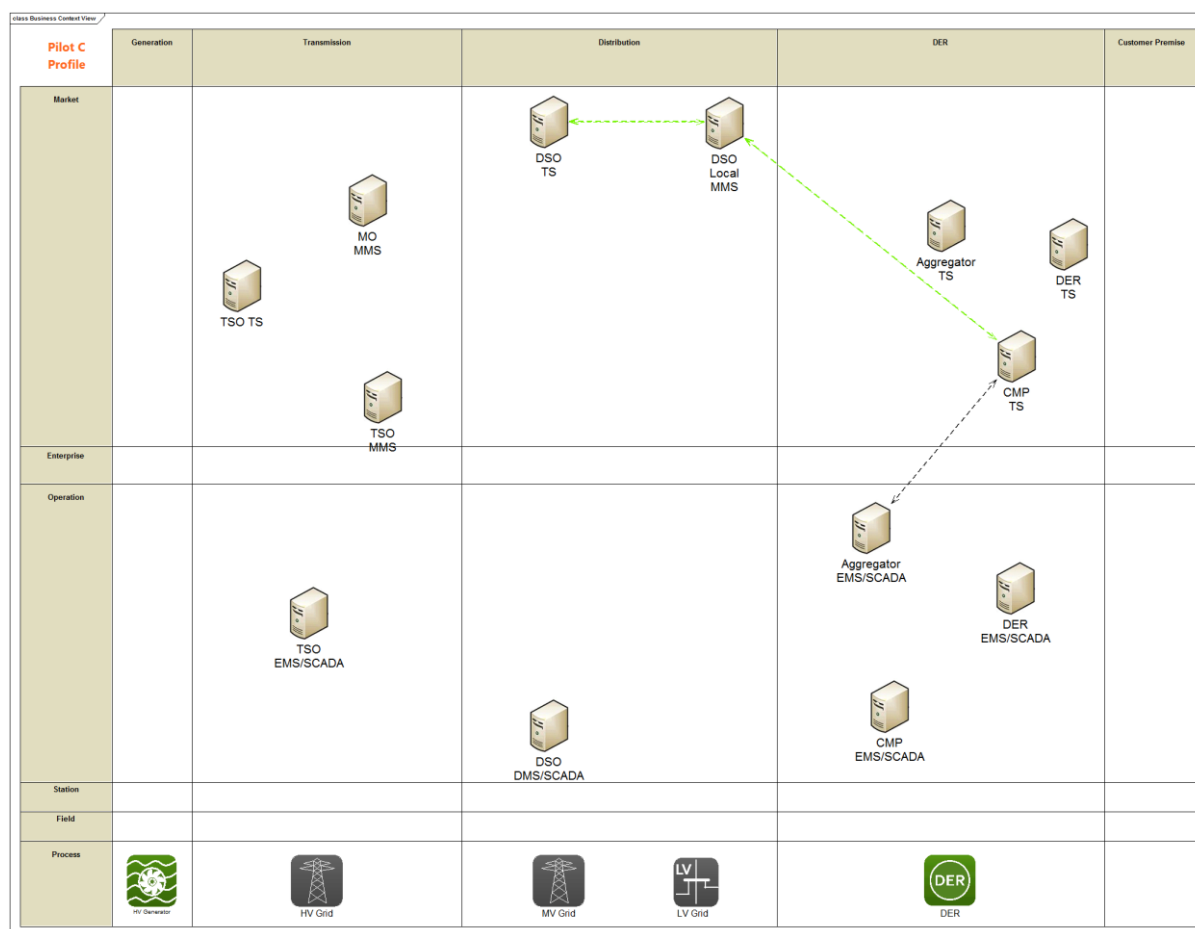 class Business Context View
Pilot C
Profile
Generation
Transmission
Distribution
DER
Customer Premise
Market
DSO
TS
DSO
Local
MMS
MO
MMS
Aggregator
TS
DER
TS
TSO TS
CMP
TS
TSO
MMS
Enterprise
Operation
Aggregator
EMS/SCADA
DER
EMS/SCADA
TSO
EMS/SCADA
CMP
EMS/SCADA
DSO
DMS/SCADA
Station
Field
Process
LV
DER
HV Generator
HV Grid
MV Grid
LV Grid
DER